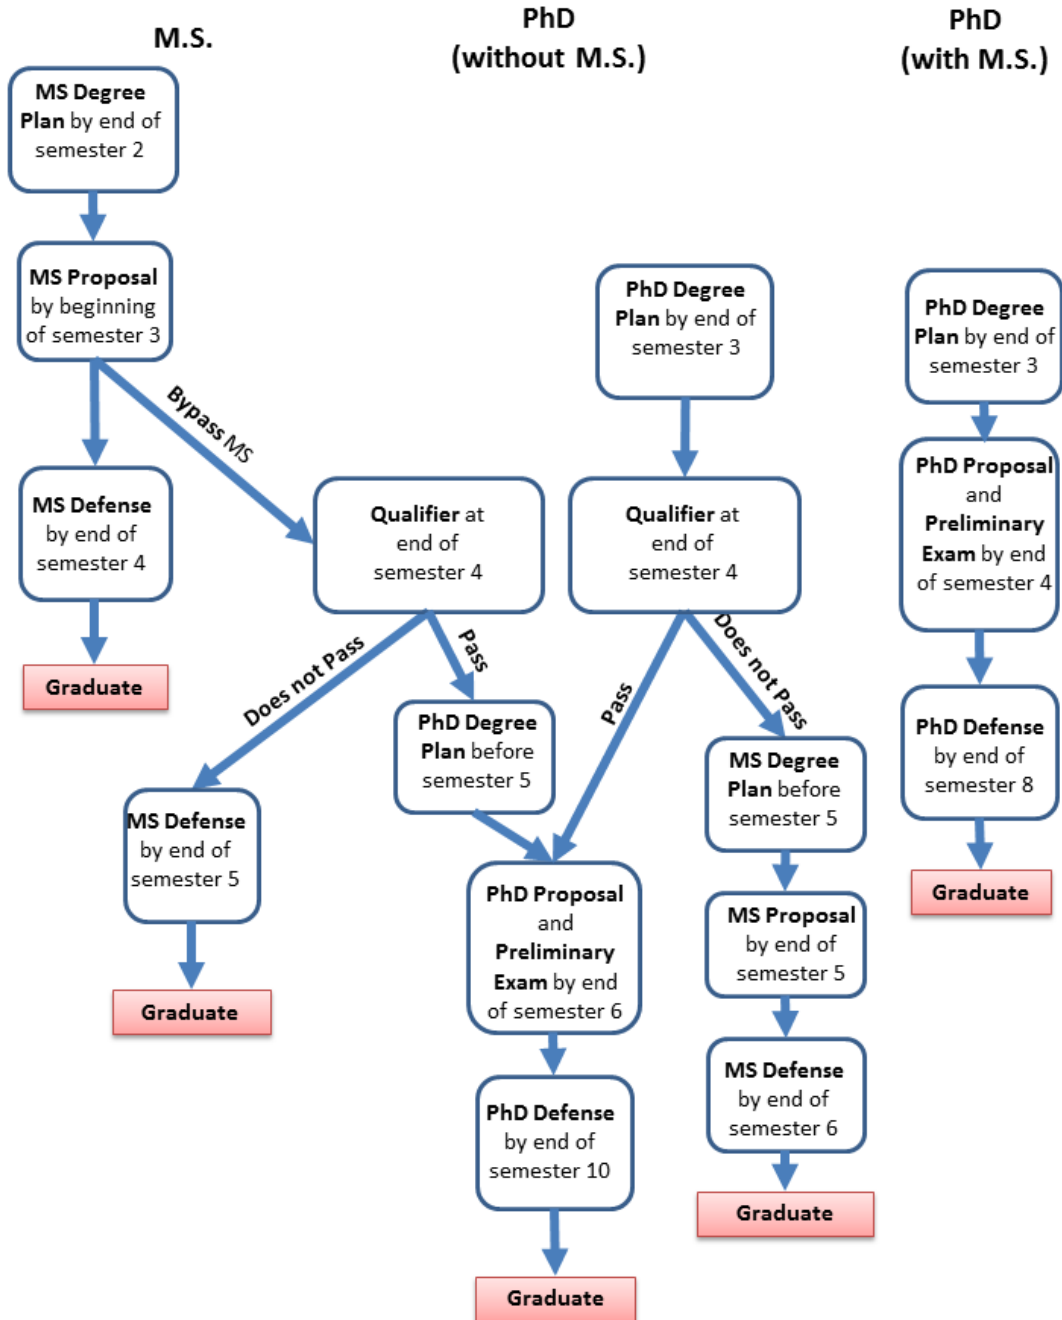 M.S.
PhD
(without M.S.)
PhD
(with M.S.)
MS Degree
Plan by end of
semester 2
MS Proposal
by beginning
of semester 3
PhD Degree
Plan by end of
semester 3
PhD Degree
Plan by end of
semester 3
Bypass MS
MS Defense
by end of
semester 4
Qualifier at
end of
semester 4
Qualifier at
end of
semester 4
PhD Proposal
and
Preliminary
Exam by end
of semester 4
Graduate
Does not Pass
Pass
Pass
Does not Pass
PhD Degree
Plan before
semester 5
MS Degree
Plan before
semester 5
PhD Defense
by end of
semester 8
MS Defense
by end of
semester 5
Graduate
PhD Proposal
and
Preliminary
Exam by end
of semester 6
MS Proposal
by end of
semester 5
Graduate
MS Defense
by end of
semester 6
PhD Defense
by end of
semester 10
Graduate
Graduate